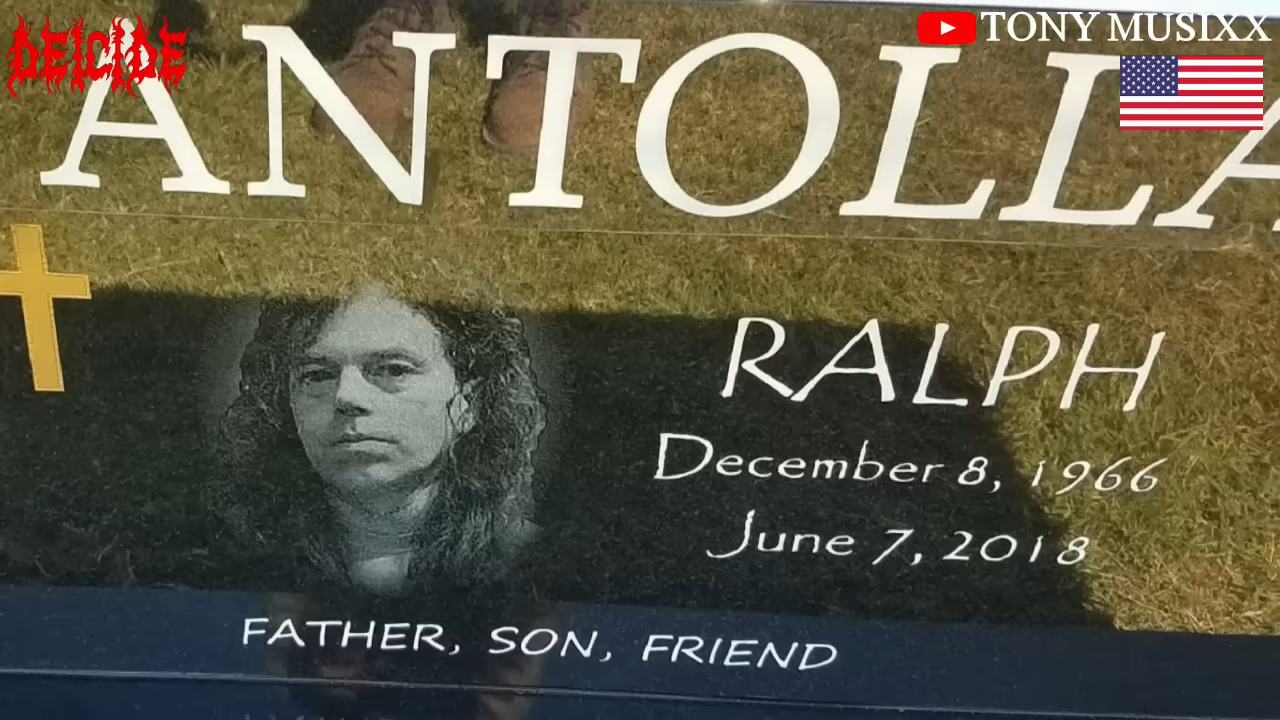 DEICIDE
TONY MUSIXX
ANTOLLA
RALPH
December 8, 1966
June 7, 2018
FATHER, SON, FRIEND